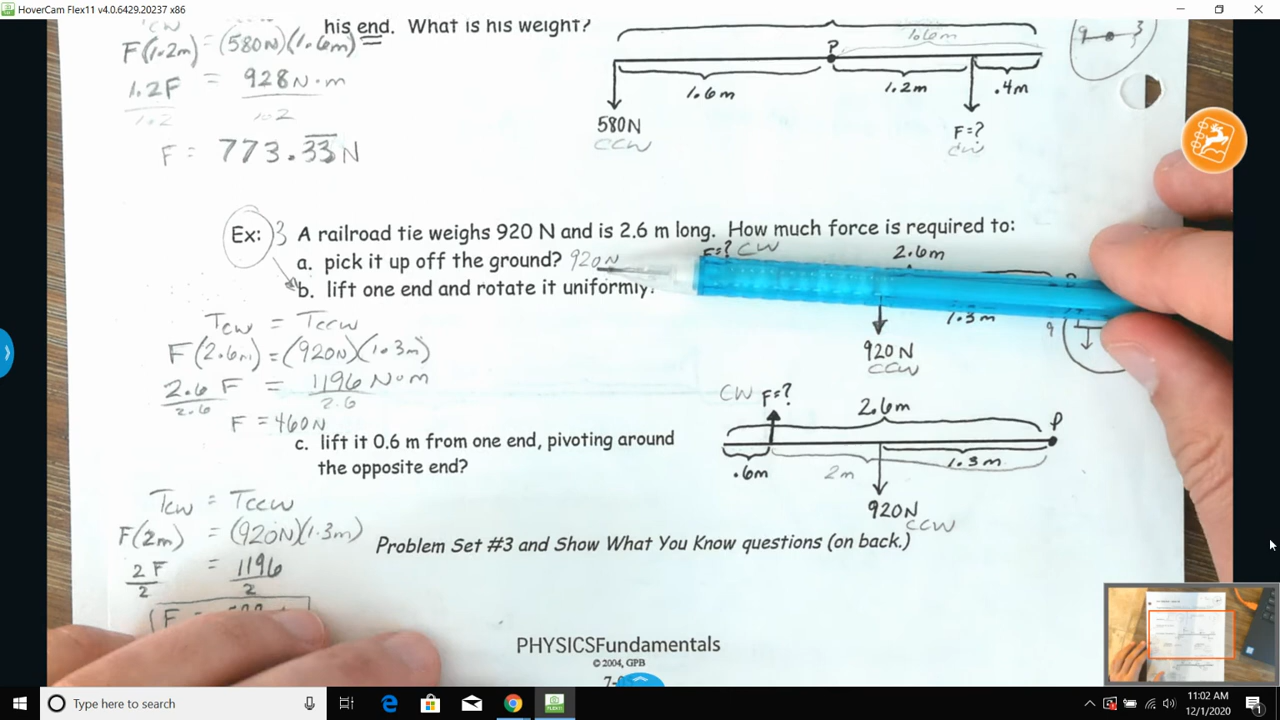 HoverCam Flex11 v4.0.6429.20237 x86
his end. What is his weight?
F(1.2m) = (580N)(1.6m)
1.2F = 928N·m
1.2 1.2
F = 773.33 N
1.6m
P
1.6m
1.2m
.4m
580N
CCW
F=?
CW
9 3
Ex: 3 A railroad tie weighs 920 N and is 2.6 m long. How much force is required to:
a. pick it up off the ground? 920N
b. lift one end and rotate it uniformly?
F=? CW
2.6m
1.3m
920N
CCW
9
Tcw = Tccw
F(2.6m) = (920N)(1.3m)
2.6 F = 1196 N·m
2.6 2.6
F = 460N
c. lift it 0.6 m from one end, pivoting around
the opposite end?
CW F=?
2.6m
P
.6m
2m
1.3m
920N
CCW
Tcw = Tccw
F(2m) = (920N)(1.3m)
2F = 1196
2 2
Problem Set #3 and Show What You Know questions (on back.)
PHYSICSFundamentals
© 2004, GPB
Type here to search
11:02 AM
12/1/2020